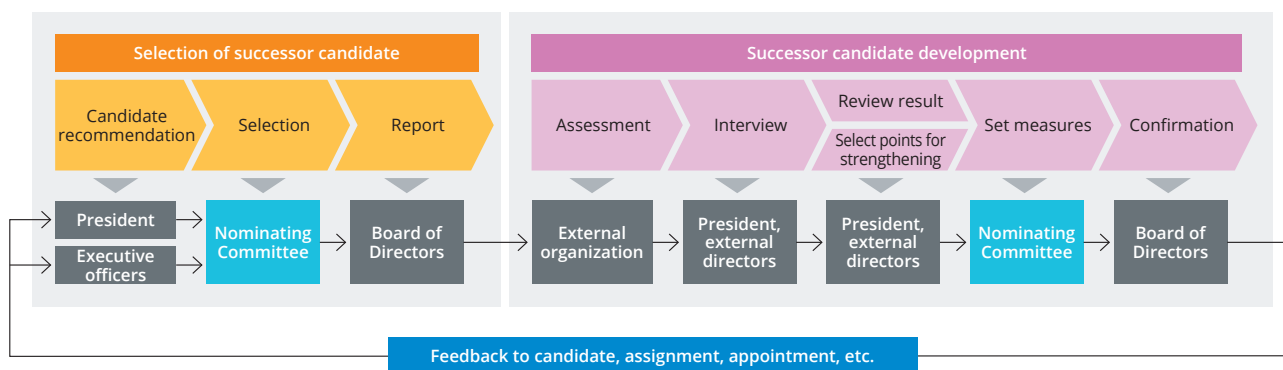 Selection of successor candidate
Candidate
recommendation
Selection
Report
President
Executive
officers
Nominating
Committee
Board of
Directors
Successor candidate development
Assessment
Interview
Review result
Select points for
strengthening
Set measures
Confirmation
External
organization
President,
external
directors
President,
external
directors
Nominating
Committee
Board of
Directors
Feedback to candidate, assignment, appointment, etc.